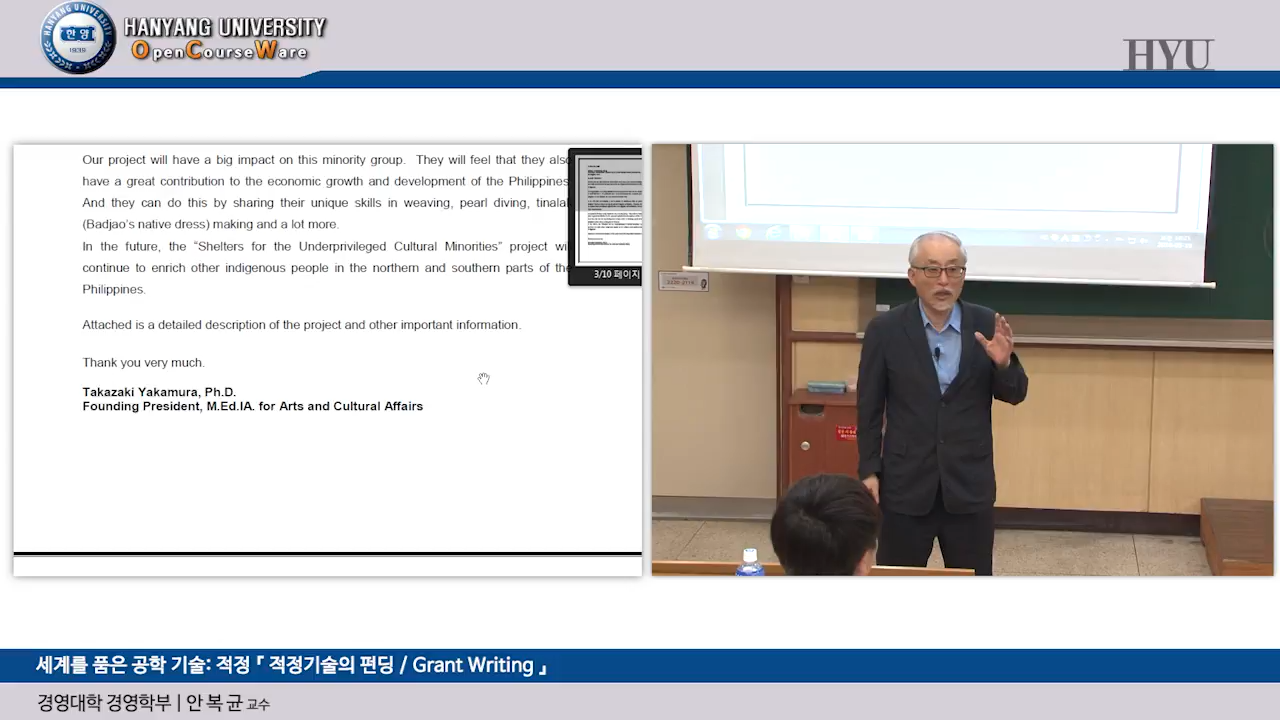 HANYANG UNIVERSITY
한양
1939
HANYANG UNIVERSITY
OpenCourseWare
HYU
Our project will have a big impact on this minority group. They will feel that they also
have a great contribution to the economic growth and development of the Philippines
And they can do this by sharing their unique skills in weaving, pearl diving, tinalak
(Badjao's native dress) making and a lot more.
In the future, the “Shelters for the Underprivileged Cultural Minorities” project wi
continue to enrich other indigenous people in the northern and southern parts of the
Philippines.
Attached is a detailed description of the project and other important information.
Thank you very much.
Takazaki Yakamura, Ph.D.
Founding President, M.Ed.IA. for Arts and Cultural Affairs
3/10 페이지
세계를 품은 공학 기술: 적정『 적정기술의 펀딩 / Grant Writing 』
경영대학 경영학부 | 안 복 균 교수